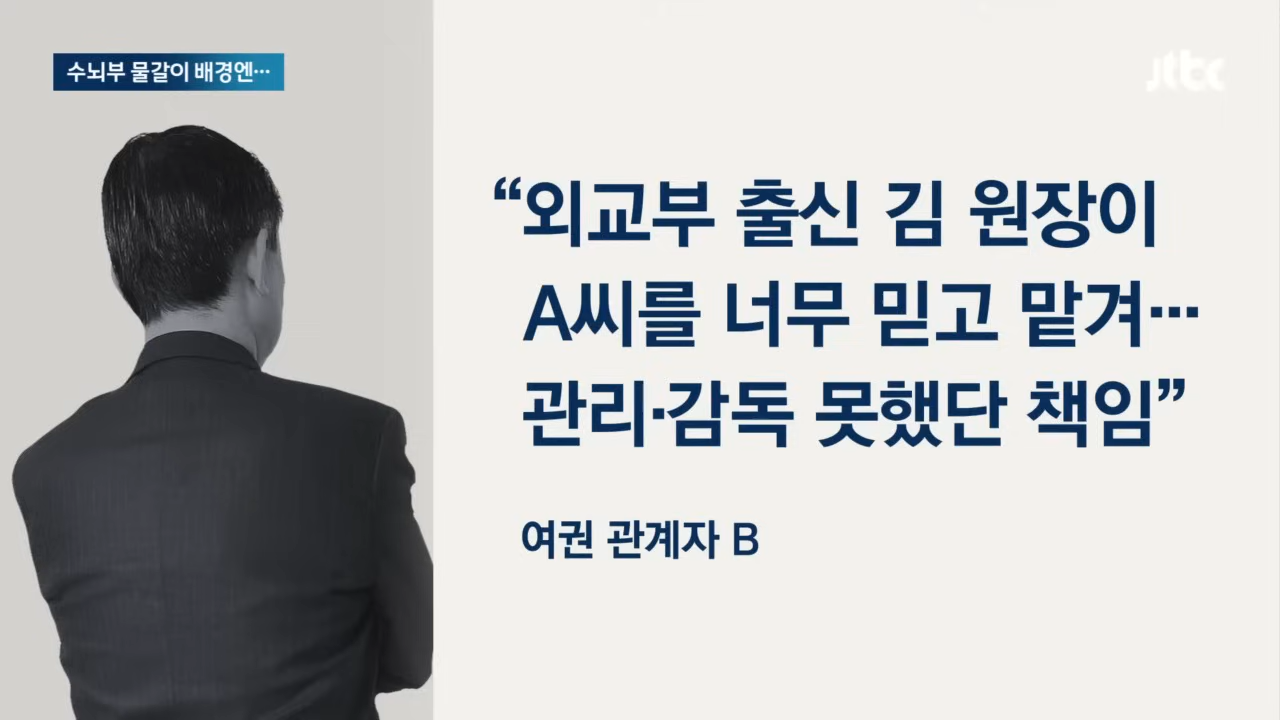 수뇌부 물갈이 배경엔…
jtbc
“외교부 출신 김 원장이
A씨를 너무 믿고 맡겨…
관리·감독 못했단 책임”
여권 관계자 B